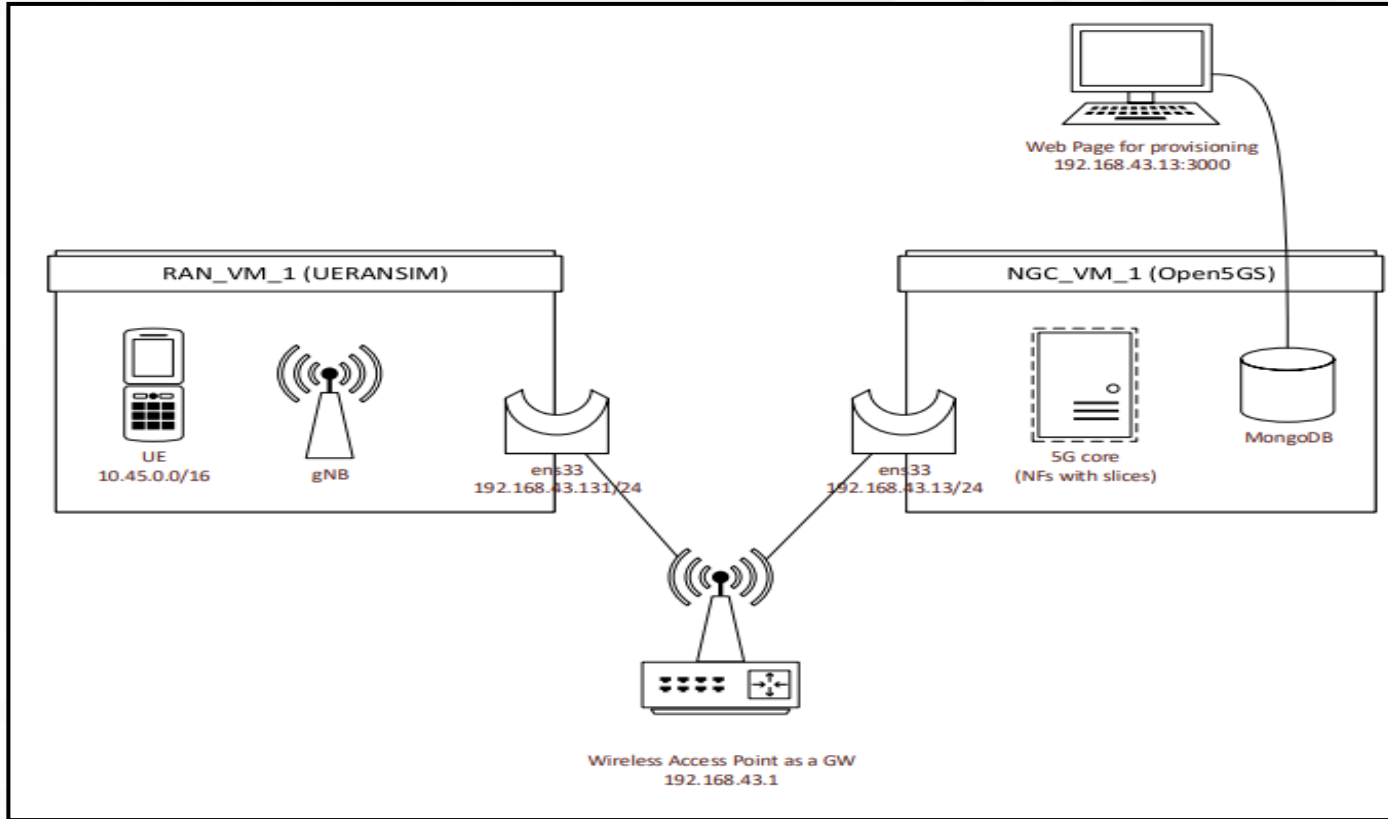 Web Page for provisioning
192.168.43.13:3000
RAN_VM_1 (UERANSIM)
NGC_VM_1 (Open5GS)
UE
10.45.0.0/16
gNB
ens33
192.168.43.131/24
ens33
192.168.43.13/24
5G core
(NFs with slices)
MongoDB
Wireless Access Point as a GW
192.168.43.1